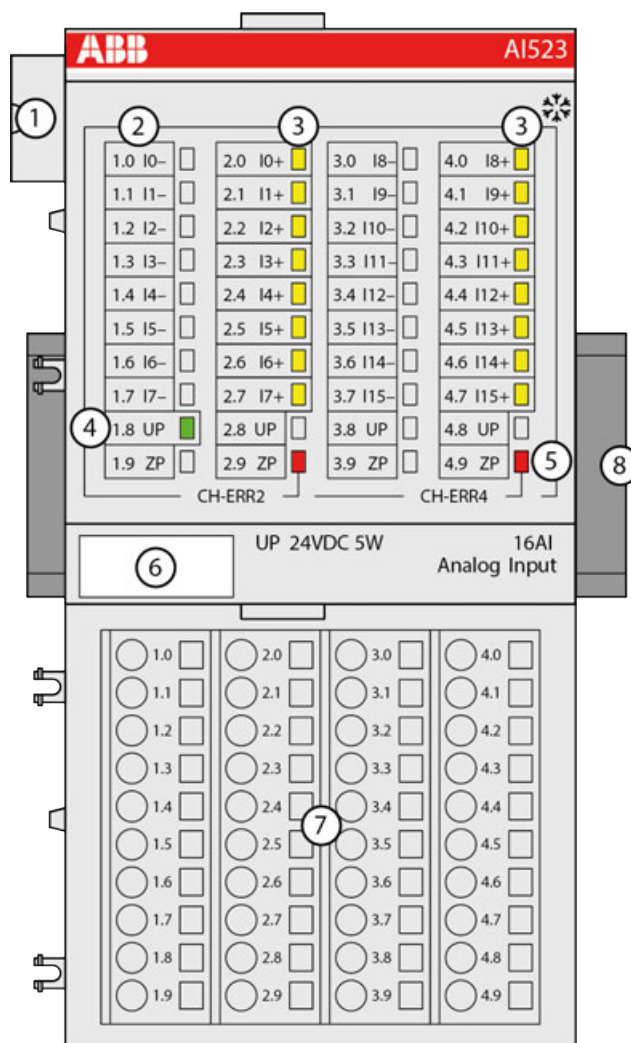 ABB AI523
1 2 3 3
1.0 I0– 2.0 I0+ 3.0 I8– 4.0 I8+
1.1 I1– 2.1 I1+ 3.1 I9– 4.1 I9+
1.2 I2– 2.2 I2+ 3.2 I10– 4.2 I10+
1.3 I3– 2.3 I3+ 3.3 I11– 4.3 I11+
1.4 I4– 2.4 I4+ 3.4 I12– 4.4 I12+
1.5 I5– 2.5 I5+ 3.5 I13– 4.5 I13+
1.6 I6– 2.6 I6+ 3.6 I14– 4.6 I14+
1.7 I7– 2.7 I7+ 3.7 I15– 4.7 I15+
4 1.8 UP 2.8 UP 3.8 UP 4.8 UP
1.9 ZP 2.9 ZP 3.9 ZP 4.9 ZP 5 8
CH-ERR2 CH-ERR4
UP 24VDC 5W 16AI
6 Analog Input
1.0 2.0 3.0 4.0
1.1 2.1 3.1 4.1
1.2 2.2 3.2 4.2
1.3 2.3 3.3 4.3
1.4 2.4 3.4 4.4
7
1.5 2.5 3.5 4.5
1.6 2.6 3.6 4.6
1.7 2.7 3.7 4.7
1.8 2.8 3.8 4.8
1.9 2.9 3.9 4.9